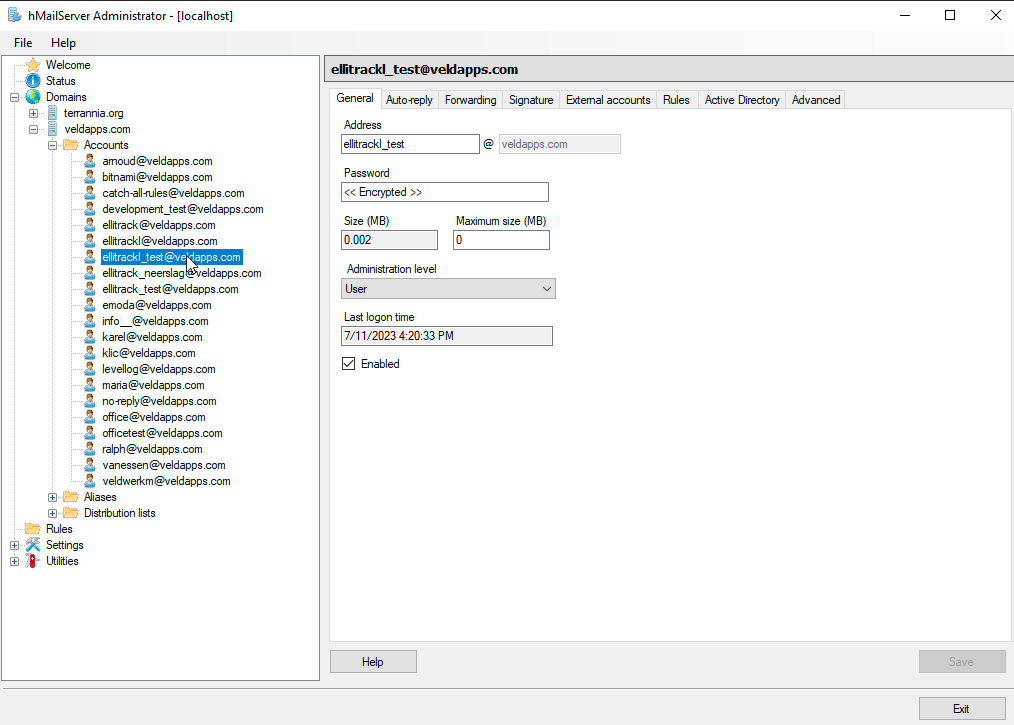 hMailServer Administrator - [localhost]
File Help
Welcome
Status
Domains
terrannia.org
veldapps.com
Accounts
arnoud@veldapps.com
bitnami@veldapps.com
catch-all-rules@veldapps.com
development_test@veldapps.com
ellitrack@veldapps.com
ellitrackl@veldapps.com
ellitrackl_test@veldapps.com
ellitrack_neerslag@veldapps.com
ellitrack_test@veldapps.com
emoda@veldapps.com
info__@veldapps.com
karel@veldapps.com
klic@veldapps.com
levellog@veldapps.com
maria@veldapps.com
no-reply@veldapps.com
office@veldapps.com
officetest@veldapps.com
ralph@veldapps.com
vanessen@veldapps.com
veldwerkm@veldapps.com
Aliases
Distribution lists
Rules
Settings
Utilities
ellitrackl_test@veldapps.com
General Auto-reply Forwarding Signature External accounts Rules Active Directory Advanced
Address
ellitrackl_test @ veldapps.com
Password
<< Encrypted >>
Size (MB) Maximum size (MB)
0.002 0
Administration level
User
Last logon time
7/11/2023 4:20:33 PM
Enabled
Help Save
Exit